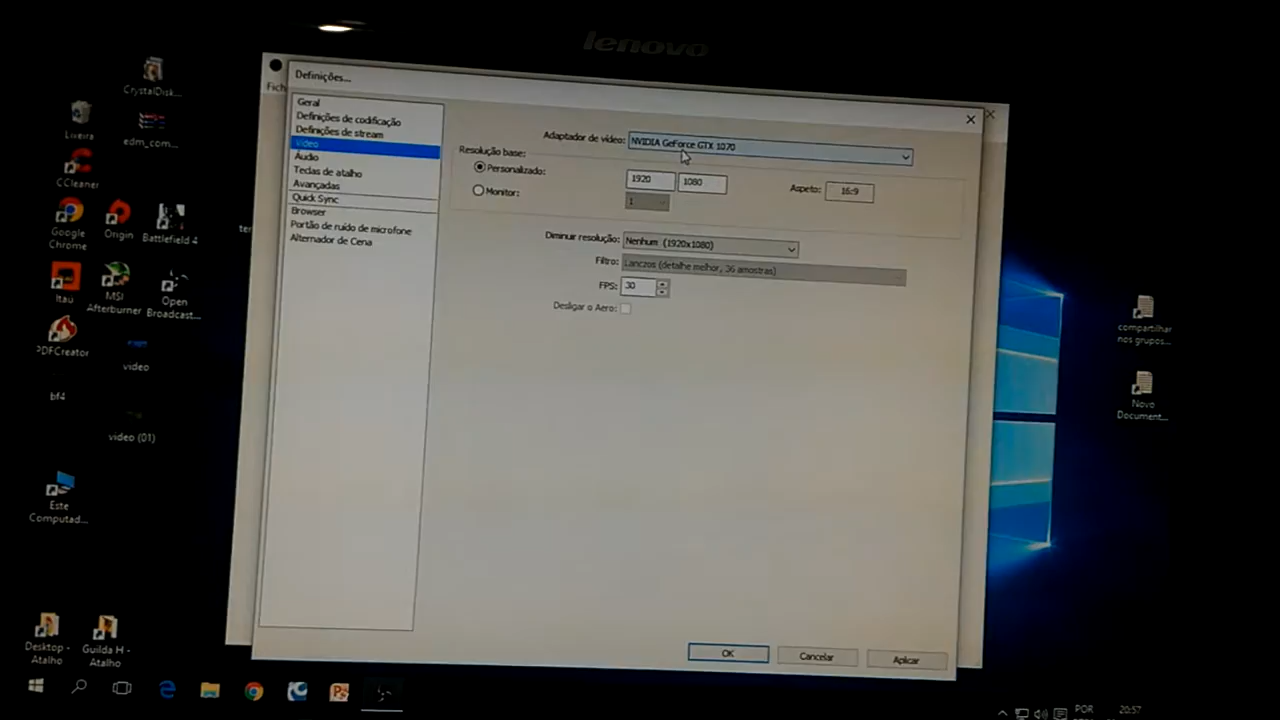 lenovo
CrystalDisk...
Lixeira
edm_com...
CCleaner
Google
Chrome
Origin
Battlefield 4
Itaú
MSI
Afterburner
Open
Broadcast...
PDFCreator
video
bf4
video (01)
Este
Computad...
Desktop -
Atalho
Guilda H -
Atalho
Fich
Definições...
Geral
Definições de codificação
Definições de stream
Vídeo
Áudio
Teclas de atalho
Avançadas
Quick Sync
Browser
Portão de ruído de microfone
Alternador de Cena
Adaptador de vídeo: NVIDIA GeForce GTX 1070
Resolução base:
Personalizado: 1920 1080 Aspeto: 16:9
Monitor: 1
Diminuir resolução: Nenhum (1920x1080)
Filtro: Lanczos (detalhe melhor, 36 amostras)
FPS: 30
Desligar o Aero:
OK Cancelar Aplicar
compartilhar
nos grupos...
Novo
Document...
POR
20:57